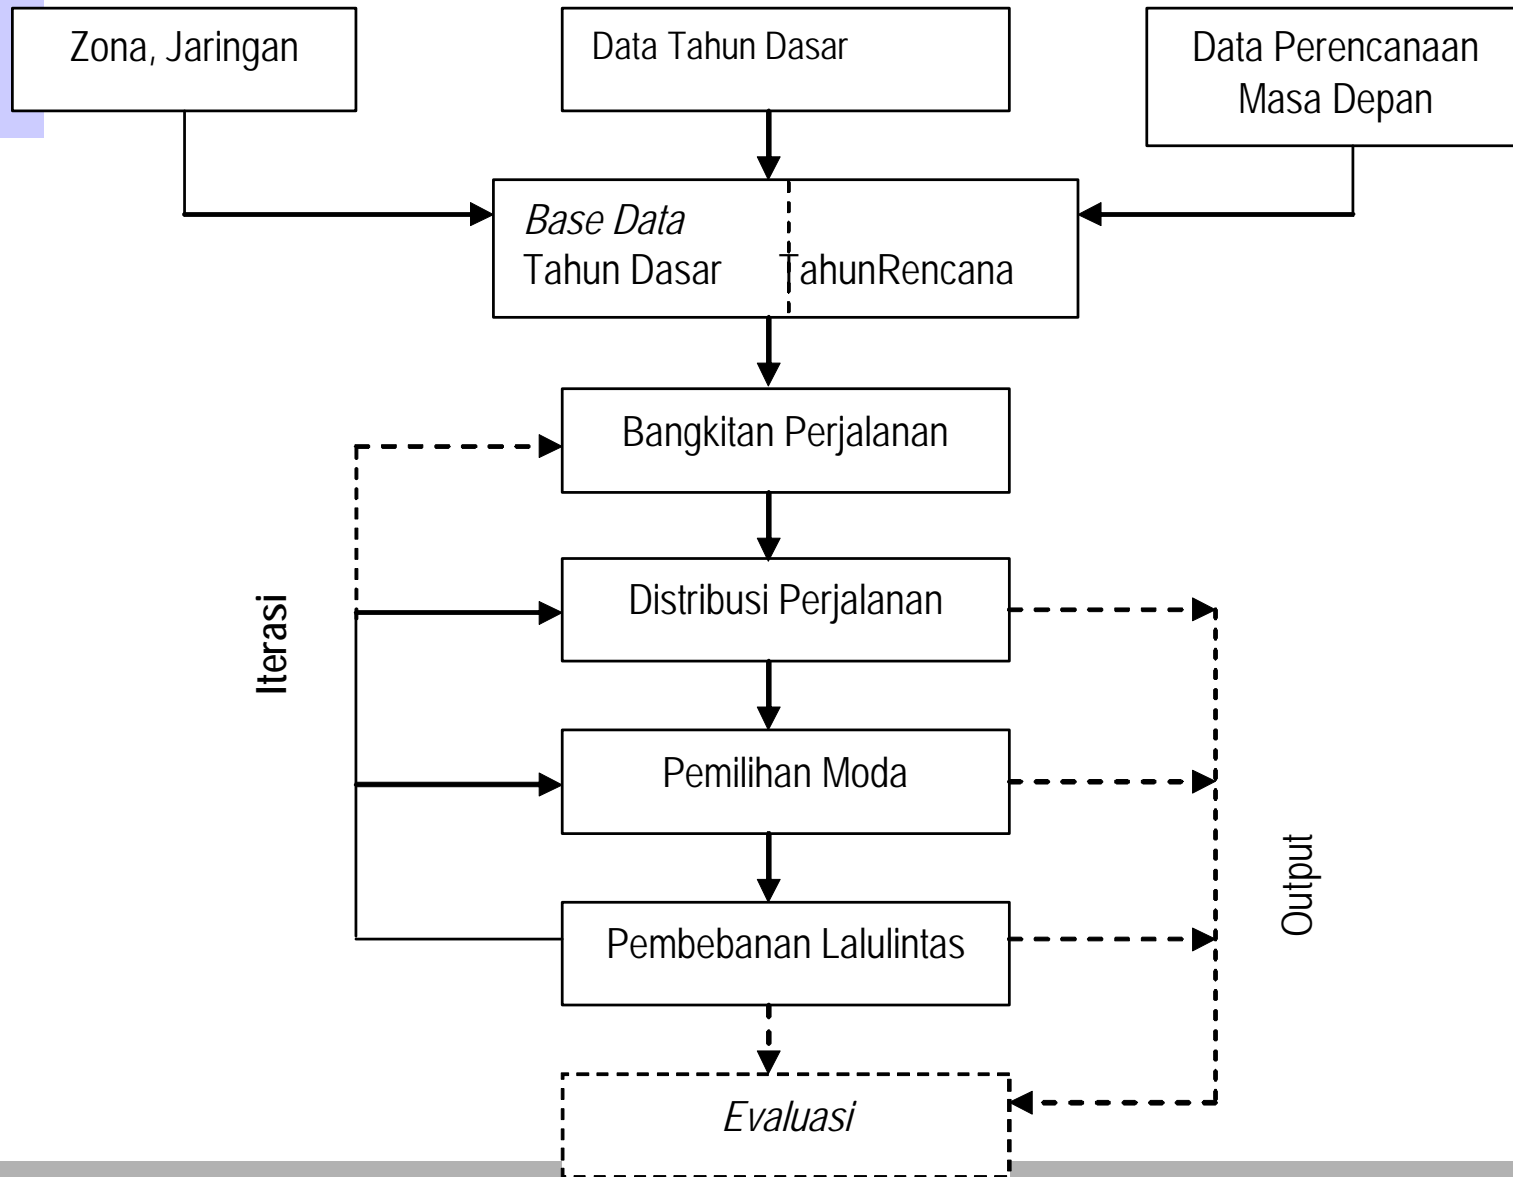 Zona, Jaringan
Data Tahun Dasar
Data Perencanaan
Masa Depan
Base Data
Tahun Dasar TahunRencana
Bangkitan Perjalanan
Distribusi Perjalanan
Iterasi
Pemilihan Moda
Output
Pembebanan Lalulintas
Evaluasi